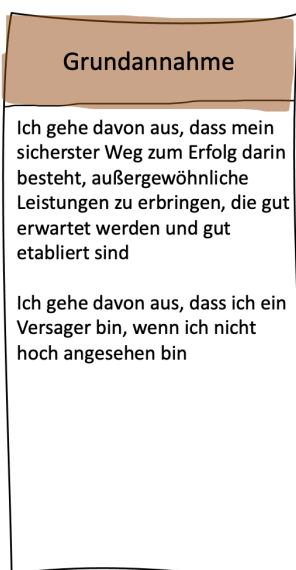 Grundannahme
Ich gehe davon aus, dass mein
sicherster Weg zum Erfolg darin
besteht, außergewöhnliche
Leistungen zu erbringen, die gut
erwartet werden und gut
etabliert sind
Ich gehe davon aus, dass ich ein
Versager bin, wenn ich nicht
hoch angesehen bin